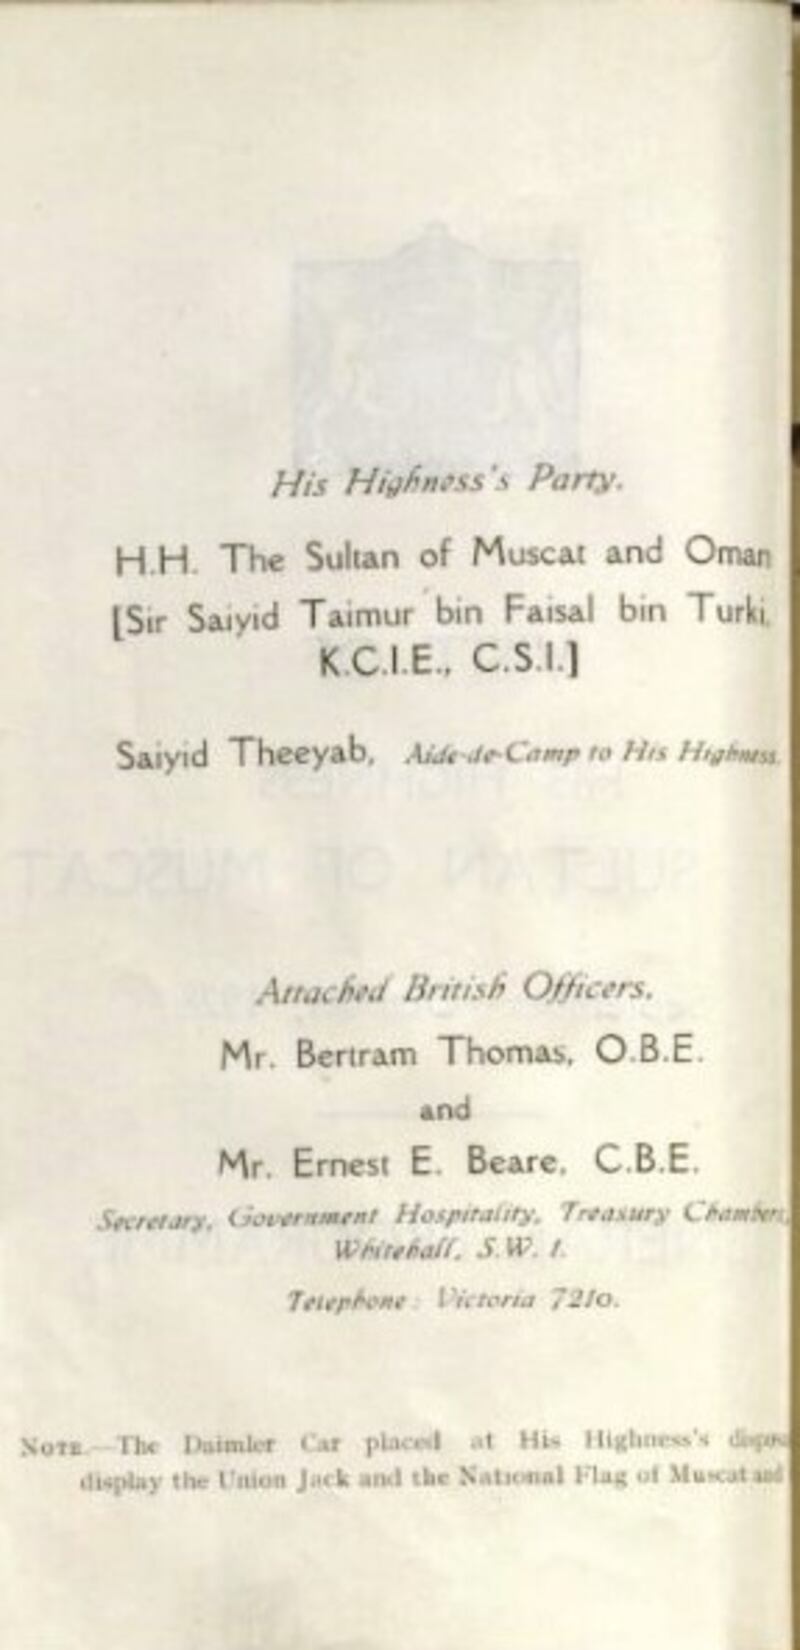 His Highness's Party.
H.H. The Sultan of Muscat and Oman
[Sir Saiyid Taimur bin Faisal bin Turki,
K.C.I.E., C.S.I.]
Saiyid Theeyab, Aide-de-Camp to His Highness.
Attached British Officers.
Mr. Bertram Thomas, O.B.E.
and
Mr. Ernest E. Beare, C.B.E.
Secretary, Government Hospitality, Treasury Chambers,
Whitehall, S.W. 1.
Telephone: Victoria 7210.
NOTE.—The Daimler Car placed at His Highness's
display the Union Jack and the National Flag of Muscat and